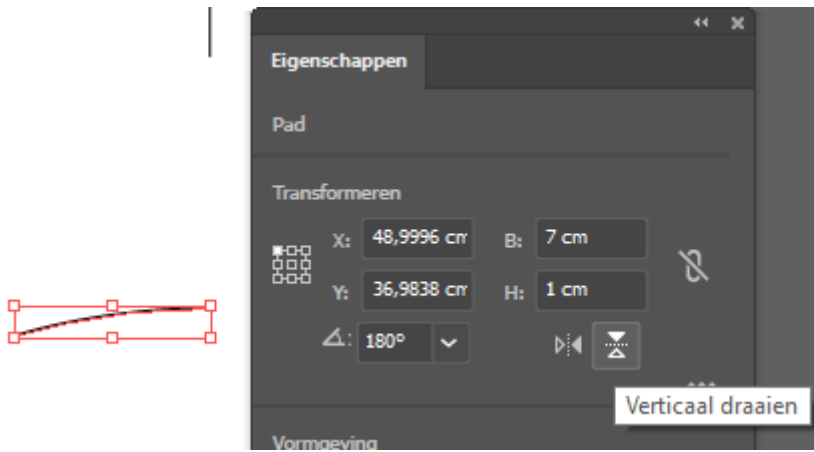 Eigenschappen
Pad
Transformeren
X: 48,9996 cm B: 7 cm
Y: 36,9838 cm H: 1 cm
180°
Verticaal draaien
Vormgeving